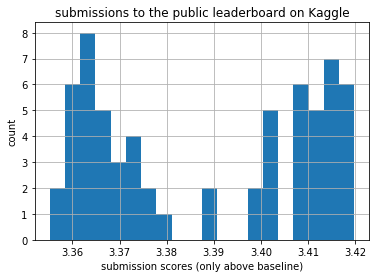 submissions to the public leaderboard on Kaggle
8
7
6
5
4
3
2
1
0
count
3.36 3.37 3.38 3.39 3.40 3.41 3.42
submission scores (only above baseline)